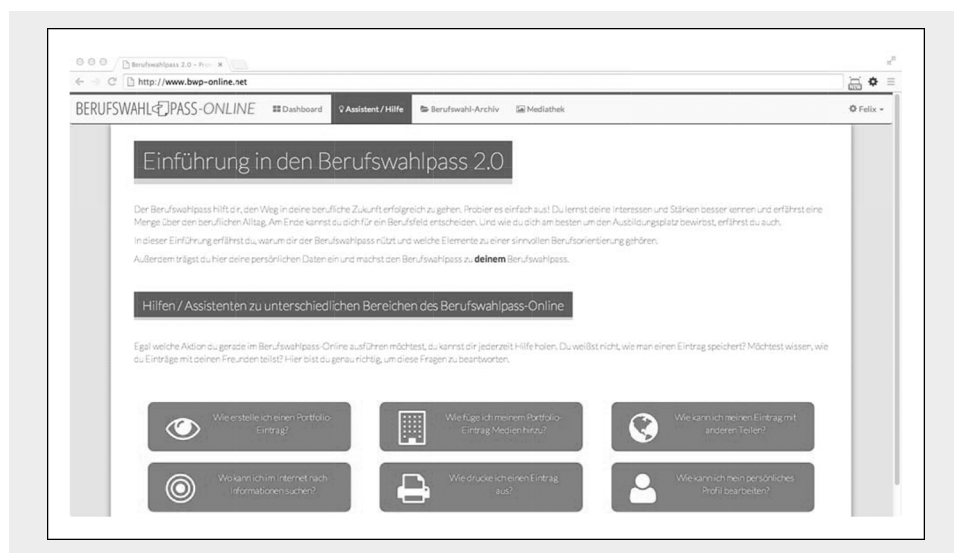 Berufswahlpass 2.0 - 
http://www.bwp-online.net
BERUFSWAHL PASS-ONLINE Dashboard Assistent / Hilfe Berufswahl-Archiv Mediathek Felix
Einführung in den Berufswahlpass 2.0
Der Berufswahlpass hilft dir, den Weg in deine berufliche Zukunft erfolgreich zu gehen. Probier es einfach aus! Du lernst deine Interessen und Stärken besser kennen und erfährst eine
Menge über den beruflichen Alltag. Am Ende kannst du dich für ein Berufsfeld entscheiden. Und wie du dich am besten um den Ausbildungsplatz bewirbst, erfährst du auch.
In dieser Einführung erfährst du, warum dir der Berufswahlpass nützt und welche Elemente zu einer sinnvollen Berufsorientierung gehören.
Außerdem trägst du hier deine persönlichen Daten ein und machst den Berufswahlpass zu deinem Berufswahlpass.
Hilfen / Assistenten zu unterschiedlichen Bereichen des Berufswahlpass-Online
Egal welche Aktion du gerade im Berufswahlpass-Online ausführen möchtest, du kannst dir jederzeit Hilfe holen. Du weißst nicht, wie man einen Eintrag speichert? Möchtest wissen, wie
du Einträge mit deinen Freunden teilst? Hier bist du genau richtig, um diese Fragen zu beantworten.
Wie erstelle ich einen Portfolio-
Eintrag?
Wie füge ich meinem Portfolio-
Eintrag Medien hinzu?
Wie kann ich meinen Eintrag mit
anderen Teilen?
Wo kann ich im Internet nach
Informationen suchen?
Wie drucke ich einen Eintrag
aus?
Wie kann ich mein persönliches
Profil bearbeiten?